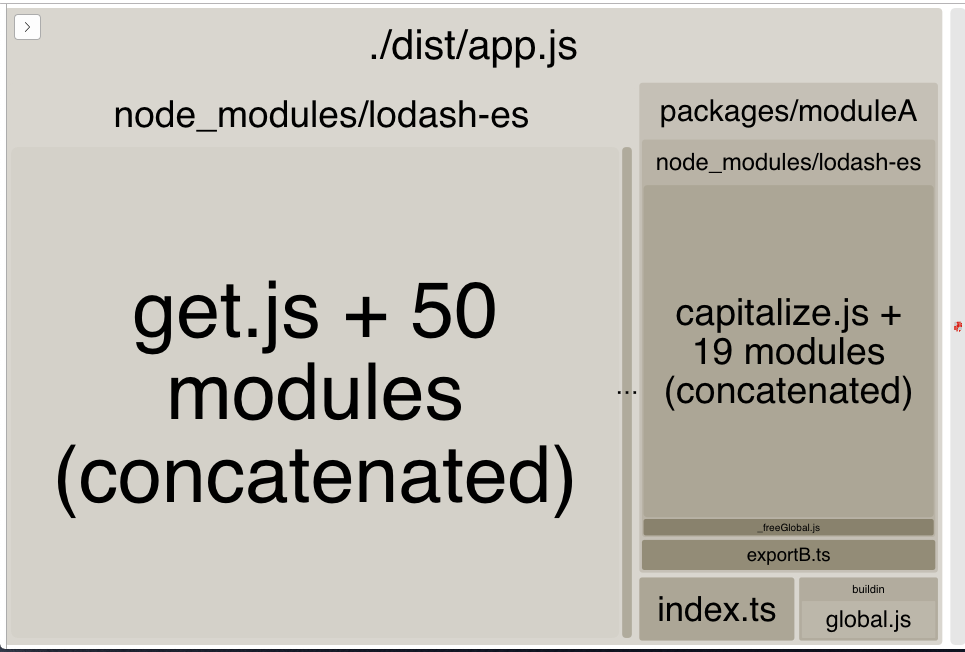 ./dist/app.js
node_modules/lodash-es
get.js + 50
modules
(concatenated)
...
packages/moduleA
node_modules/lodash-es
capitalize.js +
19 modules
(concatenated)
_freeGlobal.js
exportB.ts
index.ts
buildin
global.js